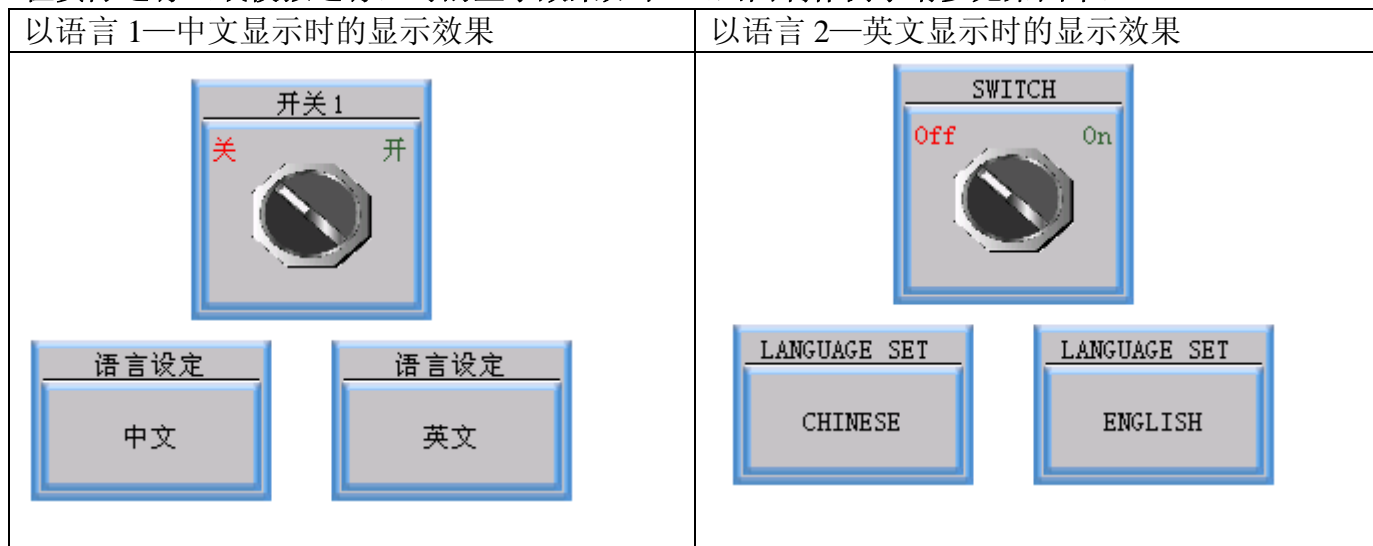 以语言 1—中文显示时的显示效果
以语言 2—英文显示时的显示效果
开关1
关 开
语言设定
中文
语言设定
英文
SWITCH
Off On
LANGUAGE SET
CHINESE
LANGUAGE SET
ENGLISH